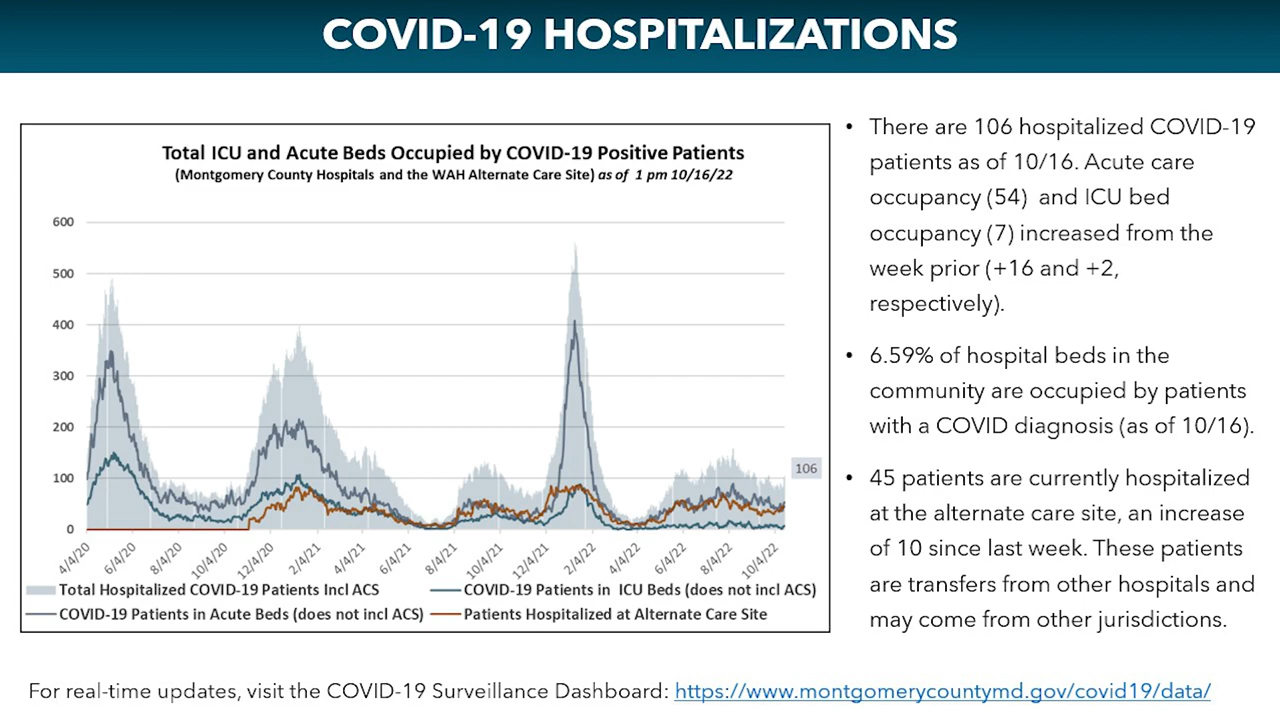 COVID-19 HOSPITALIZATIONS
Total ICU and Acute Beds Occupied by COVID-19 Positive Patients
(Montgomery County Hospitals and the WAH Alternate Care Site) as of 1 pm 10/16/22
600
500
400
300
200
100
0
106
4/4/20
6/4/20
8/4/20
10/4/20
12/4/20
2/4/21
4/4/21
6/4/21
8/4/21
10/4/21
12/4/21
2/4/22
4/4/22
6/4/22
8/4/22
10/4/22
Total Hospitalized COVID-19 Patients Incl ACS
COVID-19 Patients in ICU Beds (does not incl ACS)
COVID-19 Patients in Acute Beds (does not incl ACS)
Patients Hospitalized at Alternate Care Site
• There are 106 hospitalized COVID-19
patients as of 10/16. Acute care
occupancy (54) and ICU bed
occupancy (7) increased from the
week prior (+16 and +2,
respectively).
• 6.59% of hospital beds in the
community are occupied by patients
with a COVID diagnosis (as of 10/16).
• 45 patients are currently hospitalized
at the alternate care site, an increase
of 10 since last week. These patients
are transfers from other hospitals and
may come from other jurisdictions.
For real-time updates, visit the COVID-19 Surveillance Dashboard: https://www.montgomerycountymd.gov/covid19/data/